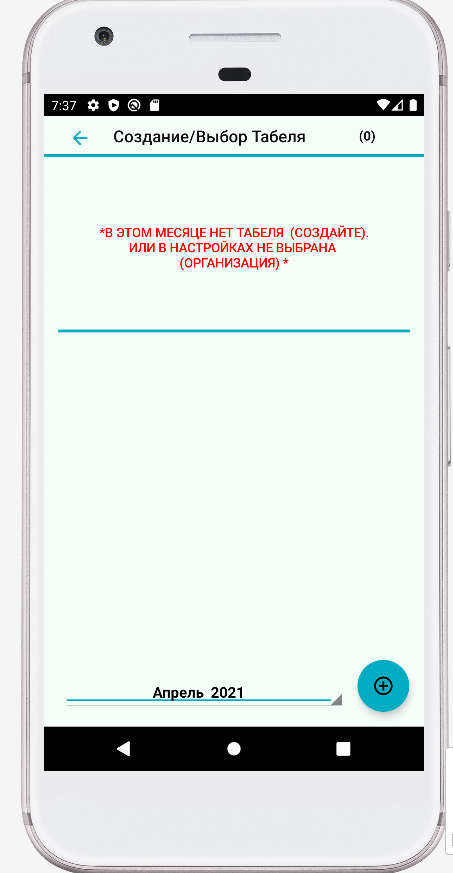 7:37
Создание/Выбор Табеля (0)
*В ЭТОМ МЕСЯЦЕ НЕТ ТАБЕЛЯ (СОЗДАЙТЕ).
ИЛИ В НАСТРОЙКАХ НЕ ВЫБРАНА
(ОРГАНИЗАЦИЯ) *
Апрель 2021